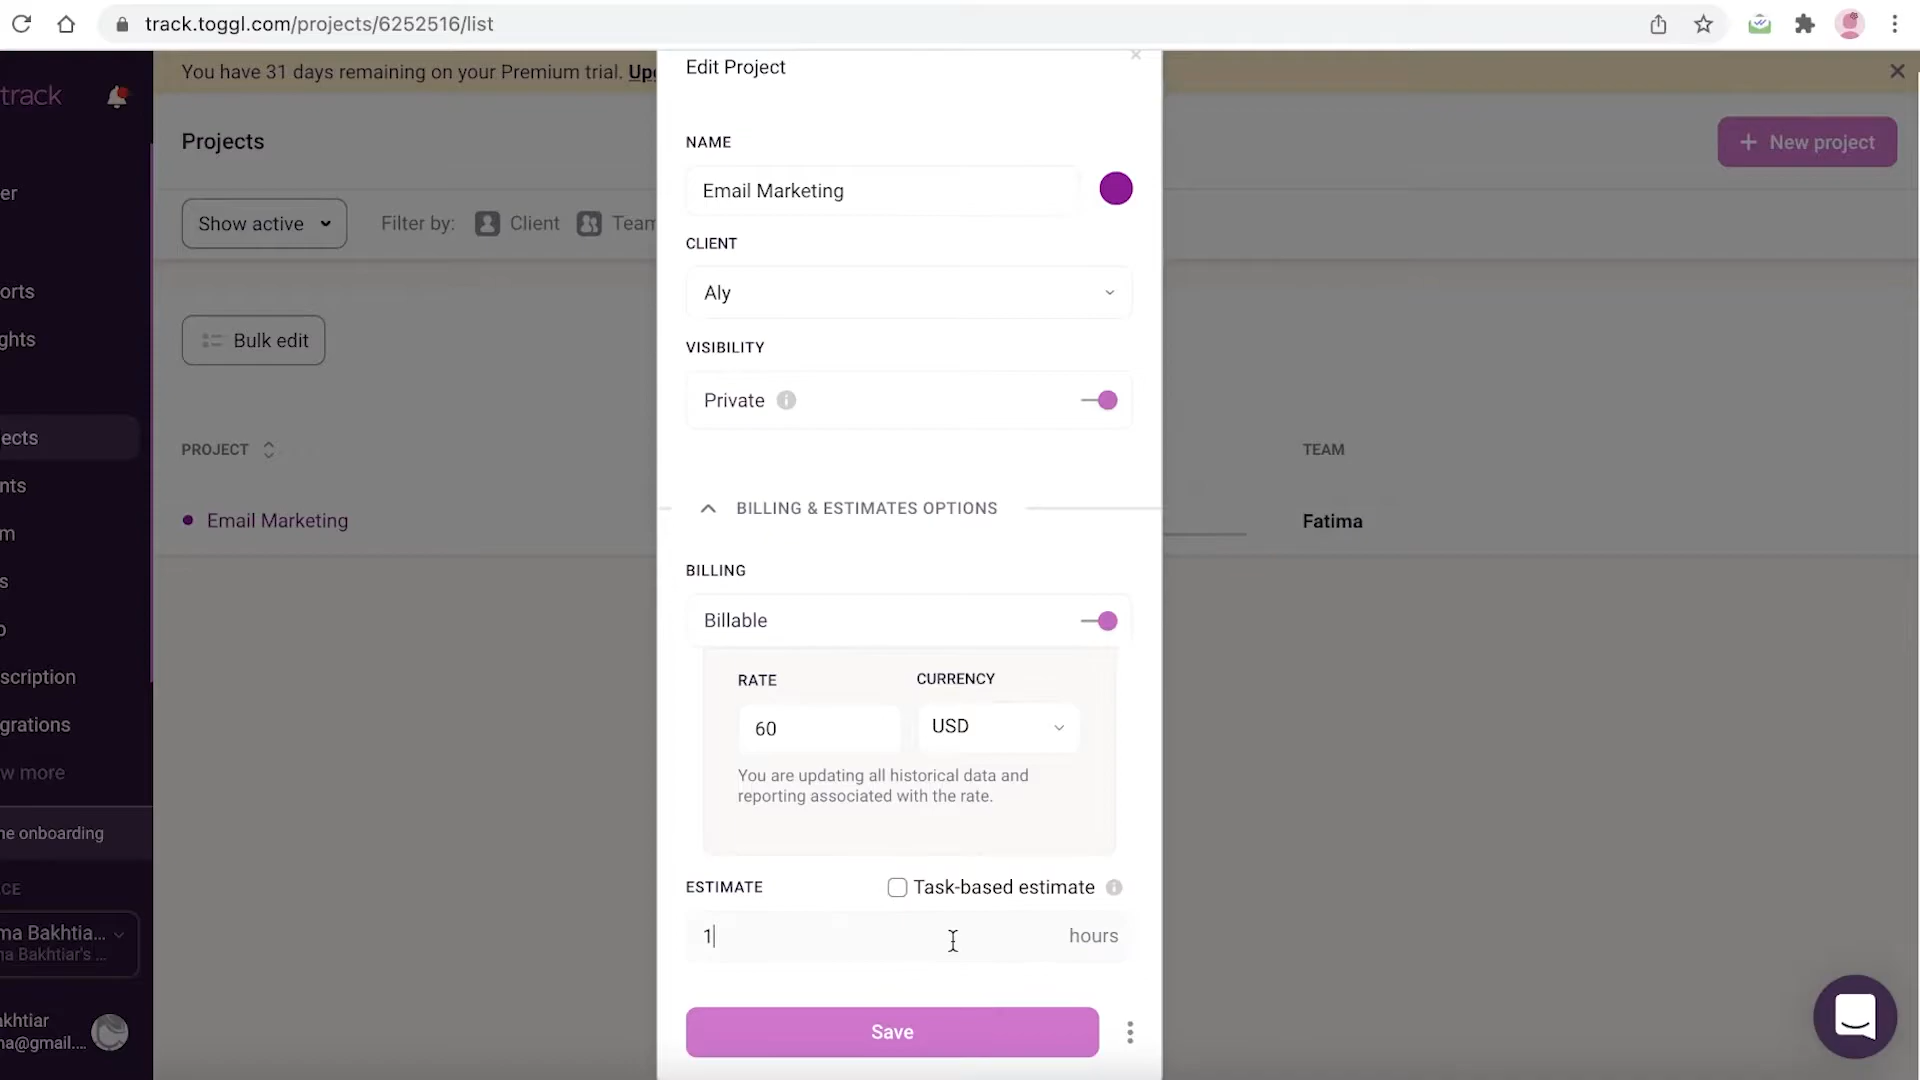 track.toggl.com/projects/6252516/list
You have 31 days remaining on your Premium trial. Up
track
Edit Project
Projects
+ New project
NAME
Email Marketing
er
Show active
Filter by:
Client
Team
CLIENT
Aly
orts
ghts
Bulk edit
VISIBILITY
Private
ects
PROJECT
TEAM
nts
BILLING & ESTIMATES OPTIONS
Email Marketing
Fatima
m
BILLING
s
Billable
o
scription
RATE
CURRENCY
60
USD
grations
w more
You are updating all historical data and
reporting associated with the rate.
ne onboarding
CE
ESTIMATE
Task-based estimate
1
hours
ma Bakhtia...
na Bakhtiar's ...
Save
akhtiar
na@gmail....